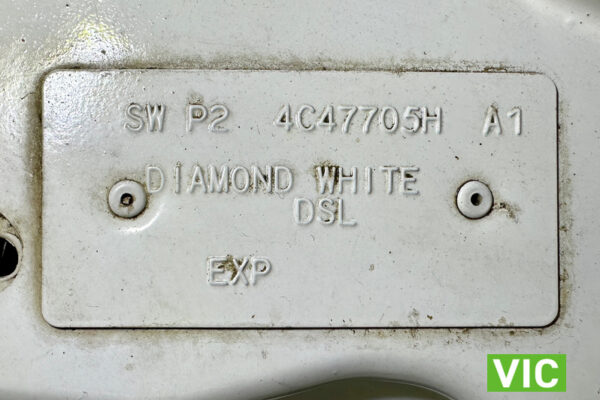 SW P2 4C47705H A1
DIAMOND WHITE
DSL
EXP
VIC